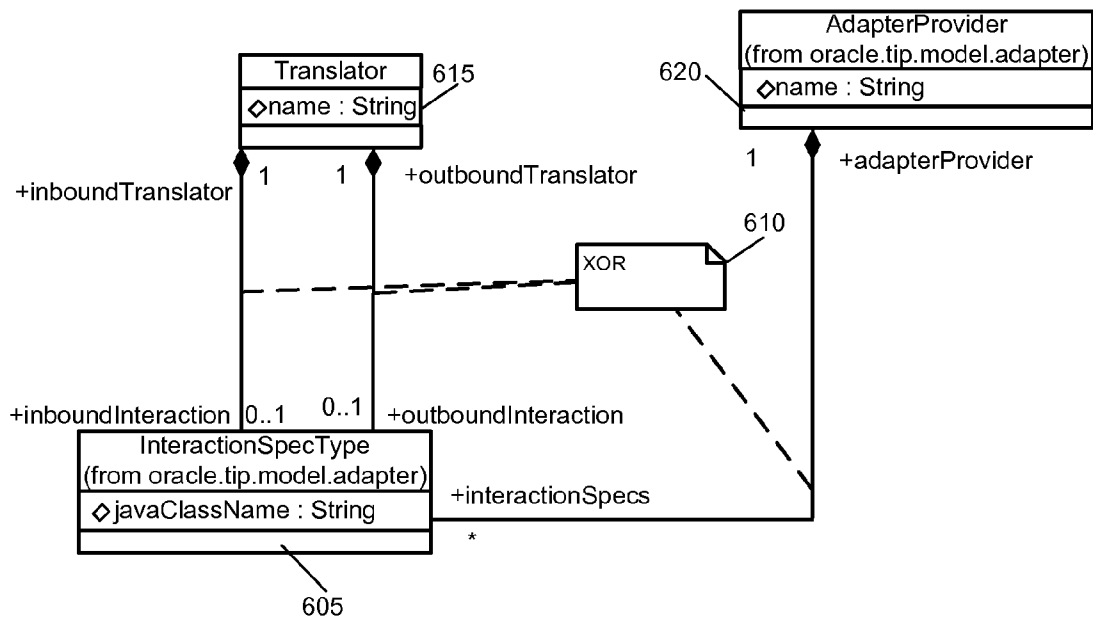 AdapterProvider
(from oracle.tip.model.adapter)
name : String
620
Translator
name : String
615
1
1
+inboundTranslator
+outboundTranslator
1
+adapterProvider
610
XOR
+inboundInteraction
0..1
0..1
+outboundInteraction
InteractionSpecType
(from oracle.tip.model.adapter)
javaClassName : String
+interactionSpecs
*
605